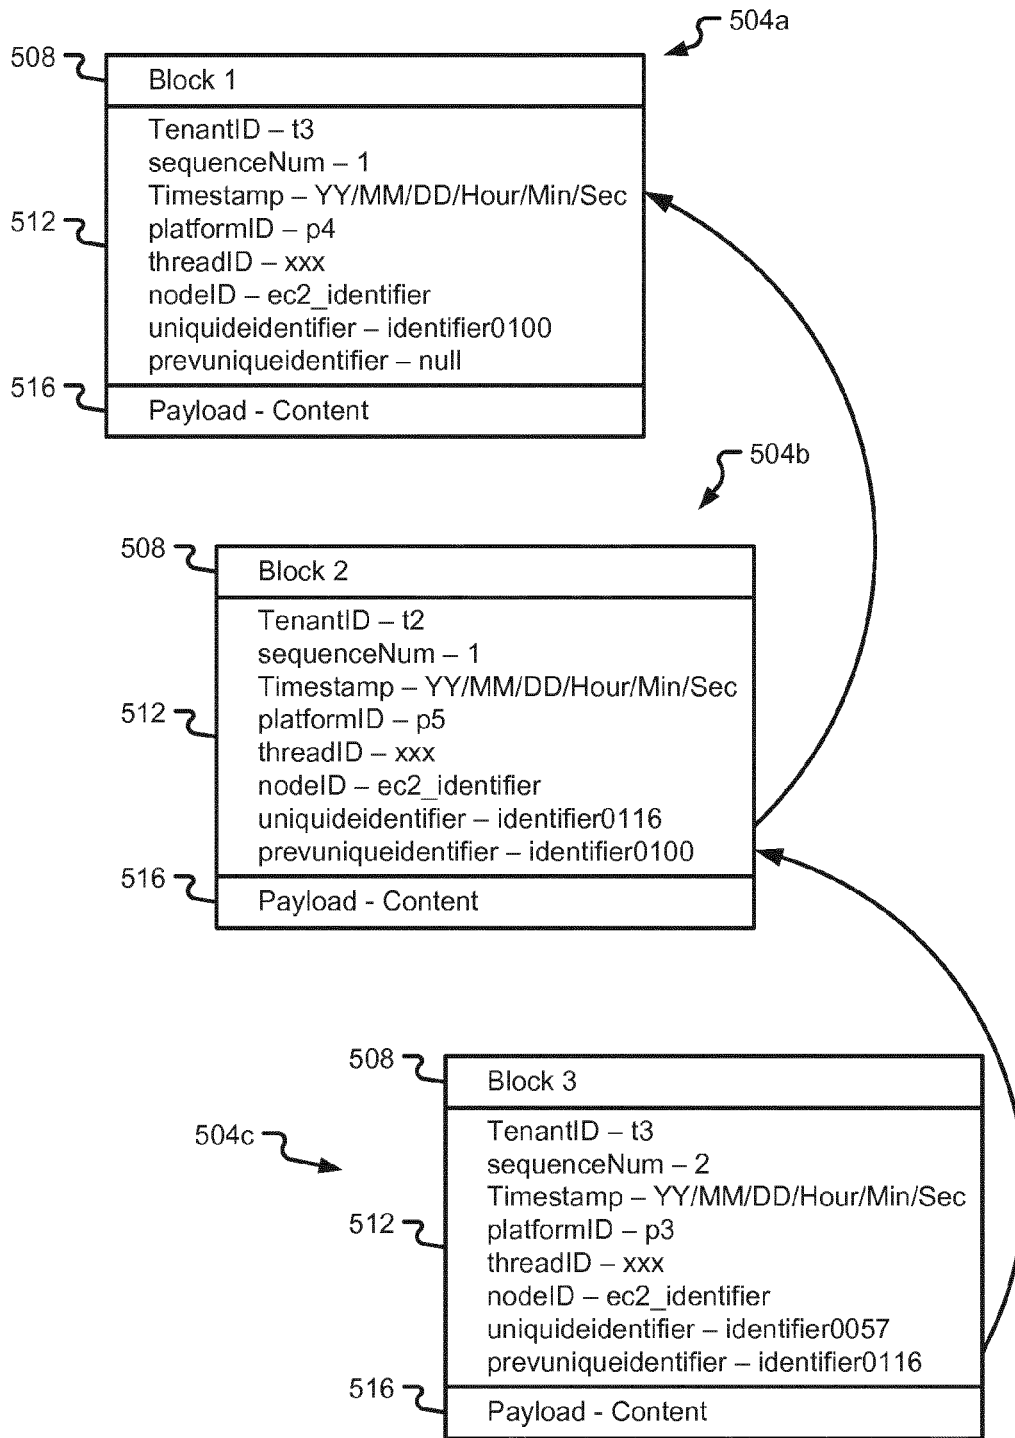 504a
508
Block 1
TenantID – t3
sequenceNum – 1
Timestamp – YY/MM/DD/Hour/Min/Sec
512
platformID – p4
threadID – xxx
nodeID – ec2_identifier
uniquideidentifier – identifier0100
prevuniqueidentifier – null
516
Payload - Content
504b
508
Block 2
TenantID – t2
sequenceNum – 1
Timestamp – YY/MM/DD/Hour/Min/Sec
512
platformID – p5
threadID – xxx
nodeID – ec2_identifier
uniquideidentifier – identifier0116
prevuniqueidentifier – identifier0100
516
Payload - Content
508
Block 3
504c
TenantID – t3
sequenceNum – 2
Timestamp – YY/MM/DD/Hour/Min/Sec
512
platformID – p3
threadID – xxx
nodeID – ec2_identifier
uniquideidentifier – identifier0057
prevuniqueidentifier – identifier0116
516
Payload - Content